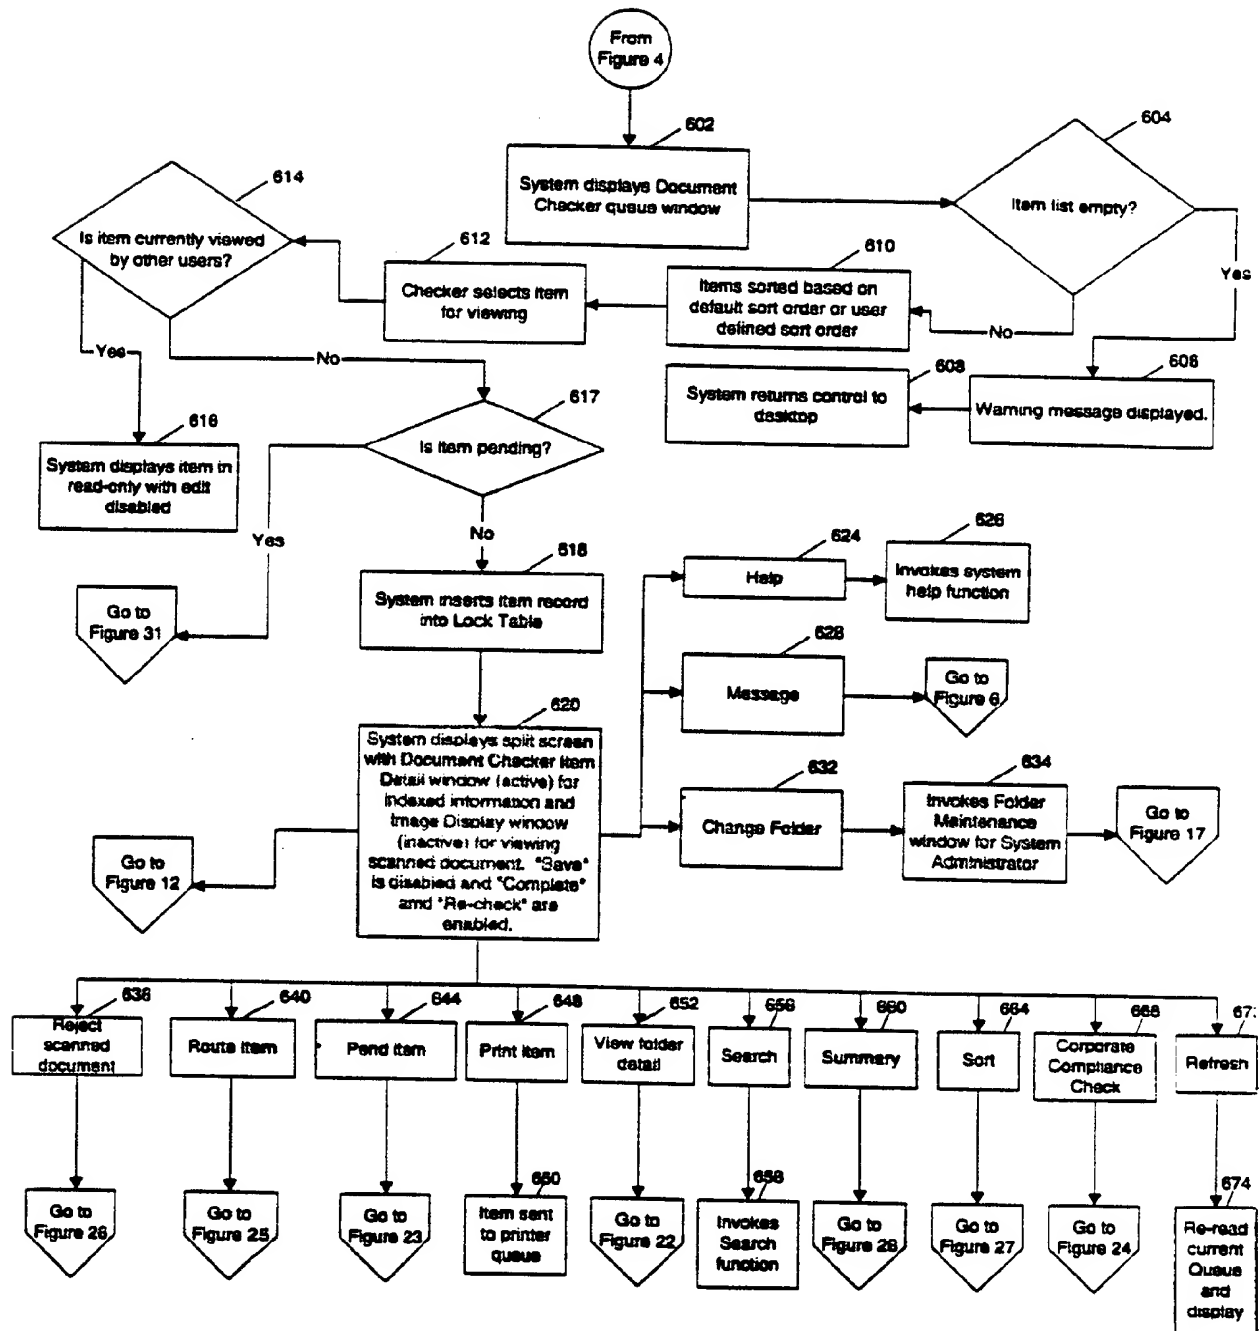 From
Figure 4
602
System displays Document
Checker queue window
604
Item list empty?
Yes
No
614
Is item currently viewed
by other users?
612
Checker selects item
for viewing
610
Items sorted based on
default sort order or user
defined sort order
Yes
No
608
System returns control to
desktop
606
Warning message displayed.
616
System displays item in
read-only with edit
disabled
617
Is item pending?
Yes
No
Go to
Figure 31
618
System inserts item record
into Lock Table
624
Help
626
Invokes system
help function
628
Message
Go to
Figure 6
620
System displays split screen
with Document Checker Item
Detail window (active) for
indexed information and
Image Display window
(inactive) for viewing
scanned document. "Save"
is disabled and "Complete"
amd "Re-check" are
enabled.
632
Change Folder
634
Invokes Folder
Maintenance
window for System
Administrator
Go to
Figure 17
Go to
Figure 12
636
Reject
scanned
document
640
Route item
644
Pend item
648
Print item
652
View folder
detail
656
Search
660
Summary
664
Sort
668
Corporate
Compliance
Check
Refresh
Go to
Figure 26
Go to
Figure 25
Go to
Figure 23
650
Item sent
to printer
queue
Go to
Figure 22
658
Invokes
Search
function
Go to
Figure 28
Go to
Figure 27
Go to
Figure 24
674
Re-read
current
Queue
and
display